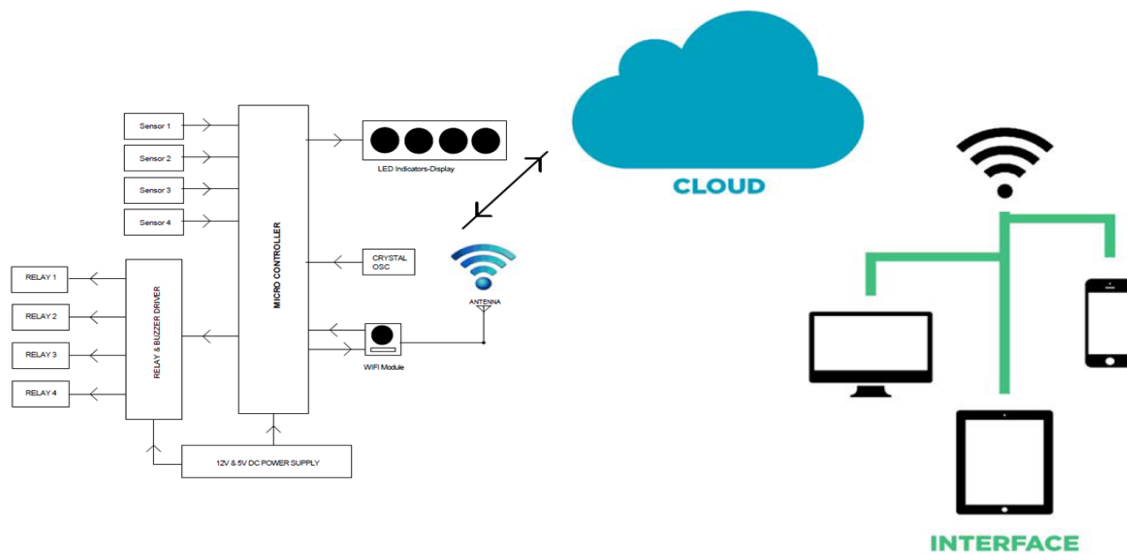 CLOUD
Sensor 1
Sensor 2
Sensor 3
Sensor 4
MICRO CONTROLLER
LED Indicators-Display
CRYSTAL
OSC
ANTENNA
WIFI Module
RELAY 1
RELAY 2
RELAY 3
RELAY 4
RELAY & BUZZER DRIVER
12V & 5V DC POWER SUPPLY
INTERFACE